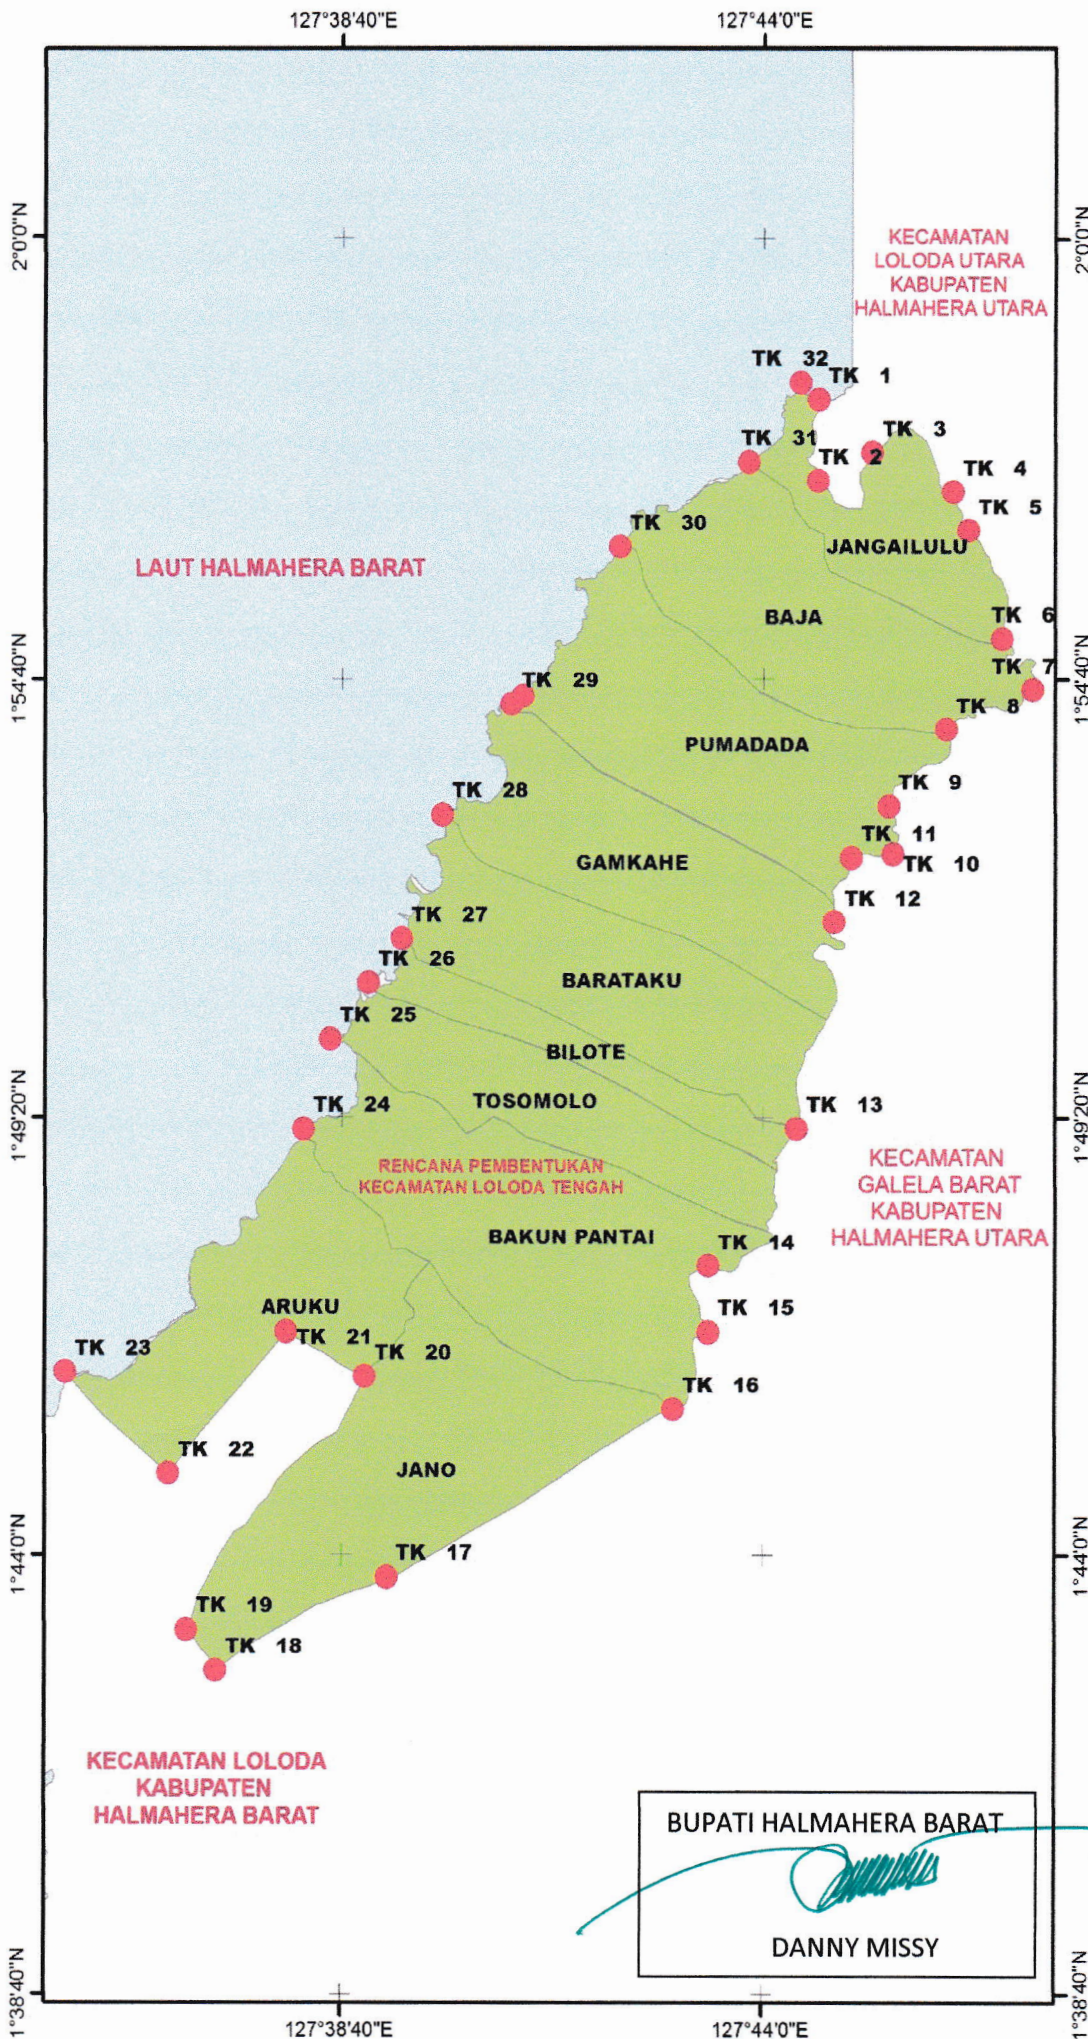 127°38'40"E
127°44'0"E
2°0'0"N
2°0'0"N
KECAMATAN
LOLODA UTARA
KABUPATEN
HALMAHERA UTARA
TK 32
TK 1
TK 31
TK 2
TK 3
TK 4
TK 5
TK 30
JANGAILULU
LAUT HALMAHERA BARAT
BAJA
TK 6
TK 7
1°54'40"N
1°54'40"N
TK 29
TK 8
PUMADADA
TK 28
TK 9
TK 11
TK 10
GAMKAHE
TK 12
TK 27
TK 26
BARATAKU
TK 25
BILOTE
TOSOMOLO
TK 24
TK 13
1°49'20"N
1°49'20"N
RENCANA PEMBENTUKAN
KECAMATAN LOLODA TENGAH
KECAMATAN
GALELA BARAT
KABUPATEN
HALMAHERA UTARA
BAKUN PANTAI
TK 14
ARUKU
TK 15
TK 21
TK 23
TK 20
TK 16
TK 22
JANO
1°44'0"N
1°44'0"N
TK 17
TK 19
TK 18
KECAMATAN LOLODA
KABUPATEN
HALMAHERA BARAT
BUPATI HALMAHERA BARAT
DANNY MISSY
1°38'40"N
1°38'40"N
127°38'40"E
127°44'0"E